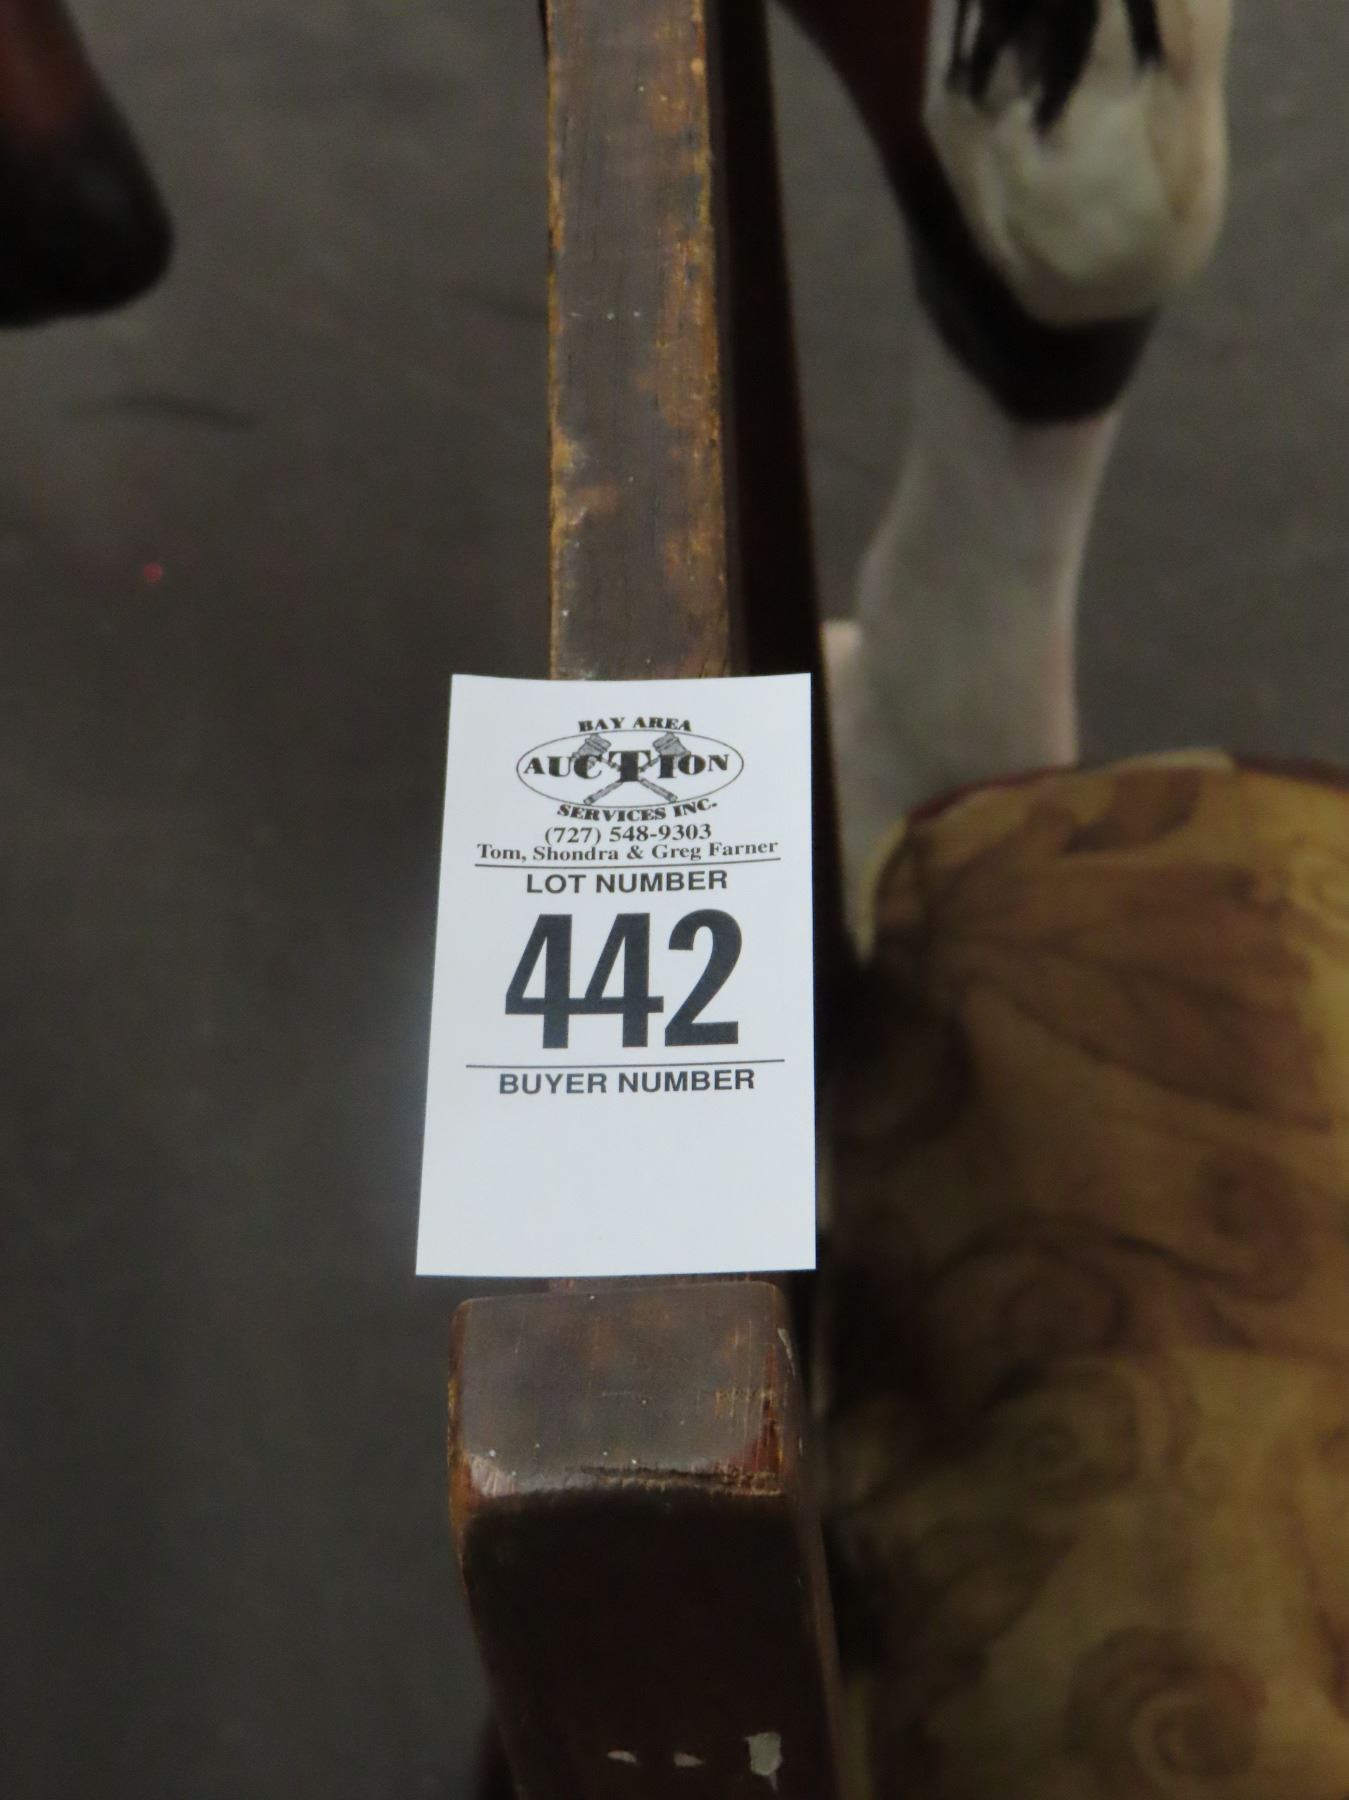 BAY AREA
AUCTION
SERVICES INC.
(727) 548-9303
Tom, Shondra & Greg Farner
LOT NUMBER
442
BUYER NUMBER